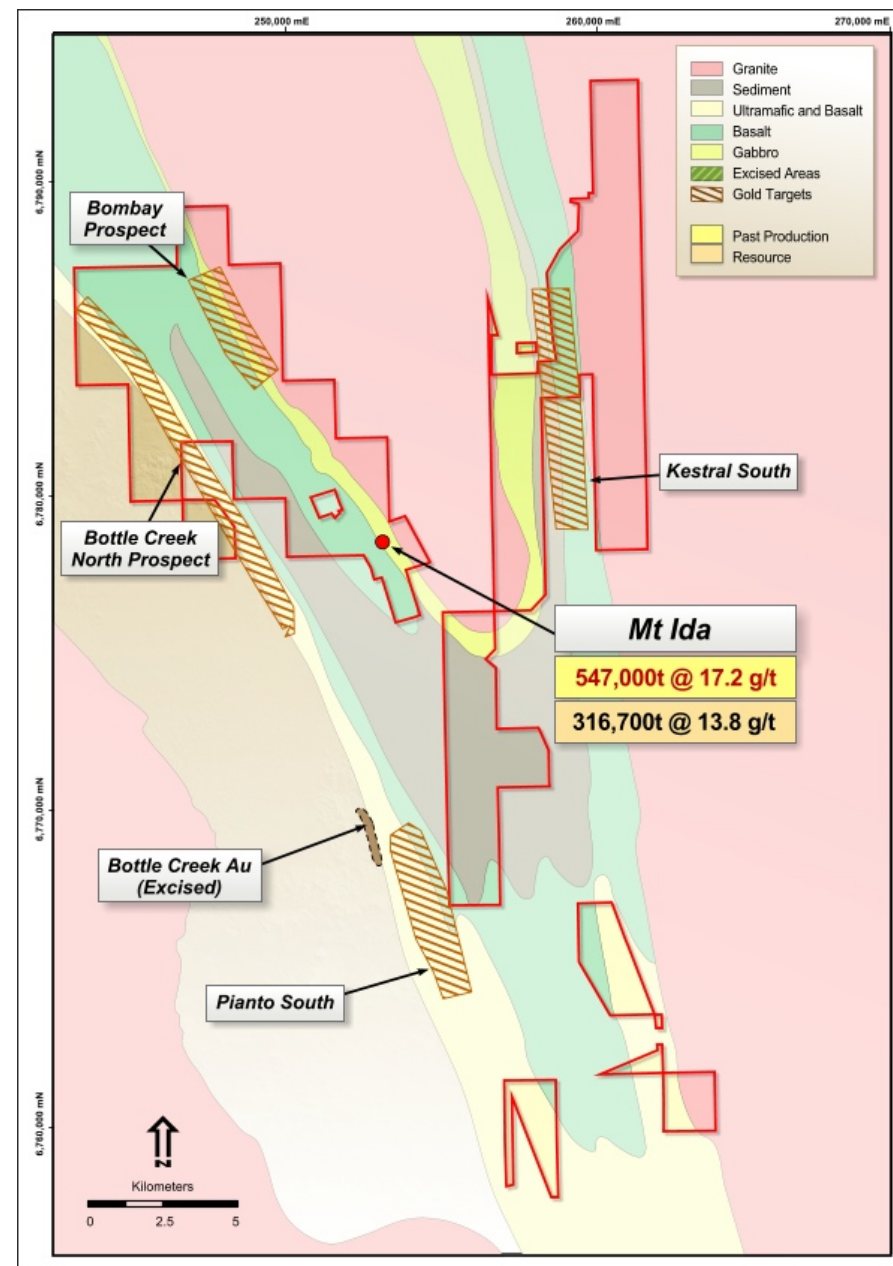 250,000 mE
260,000 mE
270,000 mE
Granite
Sediment
Ultramafic and Basalt
Basalt
Gabbro
Excised Areas
Gold Targets
Past Production
Resource
6,790,000 mN
Bombay
Prospect
Kestral South
6,780,000 mN
Bottle Creek
North Prospect
Mt Ida
547,000t @ 17.2 g/t
316,700t @ 13.8 g/t
6,770,000 mN
Bottle Creek Au
(Excised)
Pianto South
6,760,000 mN
N
Kilometers
0 2.5 5